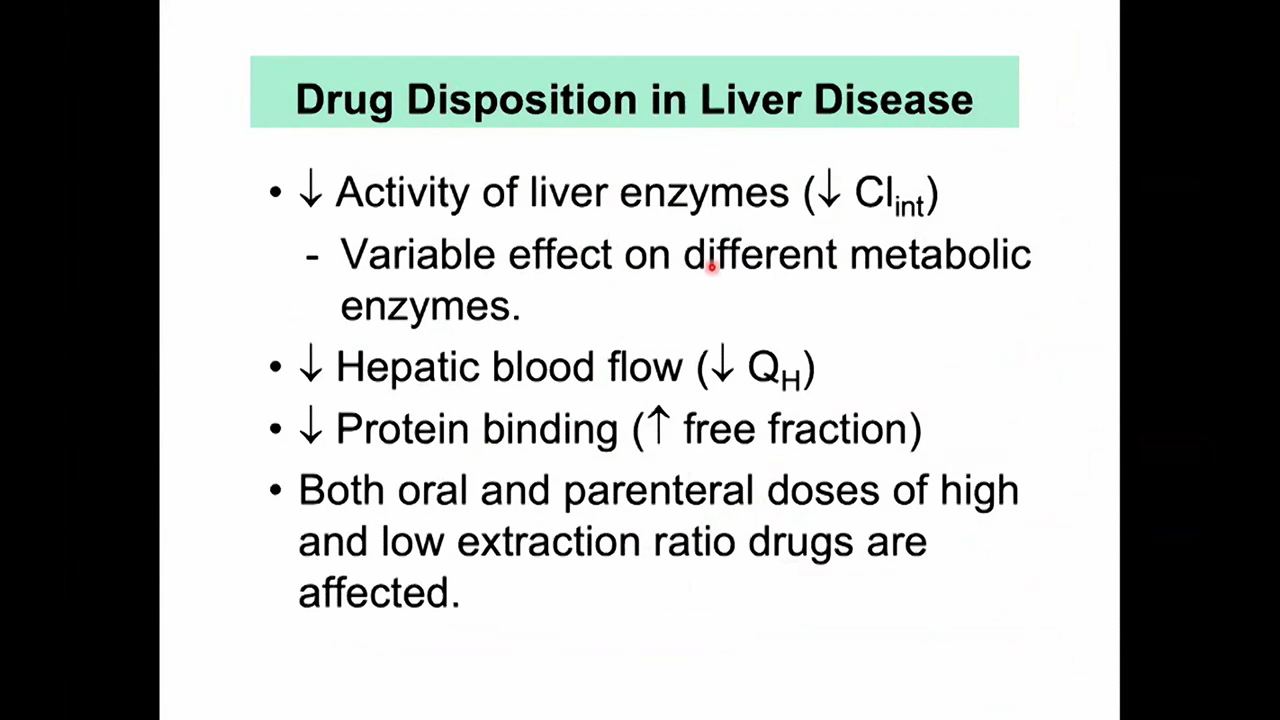 Drug Disposition in Liver Disease
• ↓ Activity of liver enzymes (↓ Cl_int)
- Variable effect on different metabolic
enzymes.
• ↓ Hepatic blood flow (↓ Q_H)
• ↓ Protein binding (↑ free fraction)
• Both oral and parenteral doses of high
and low extraction ratio drugs are
affected.